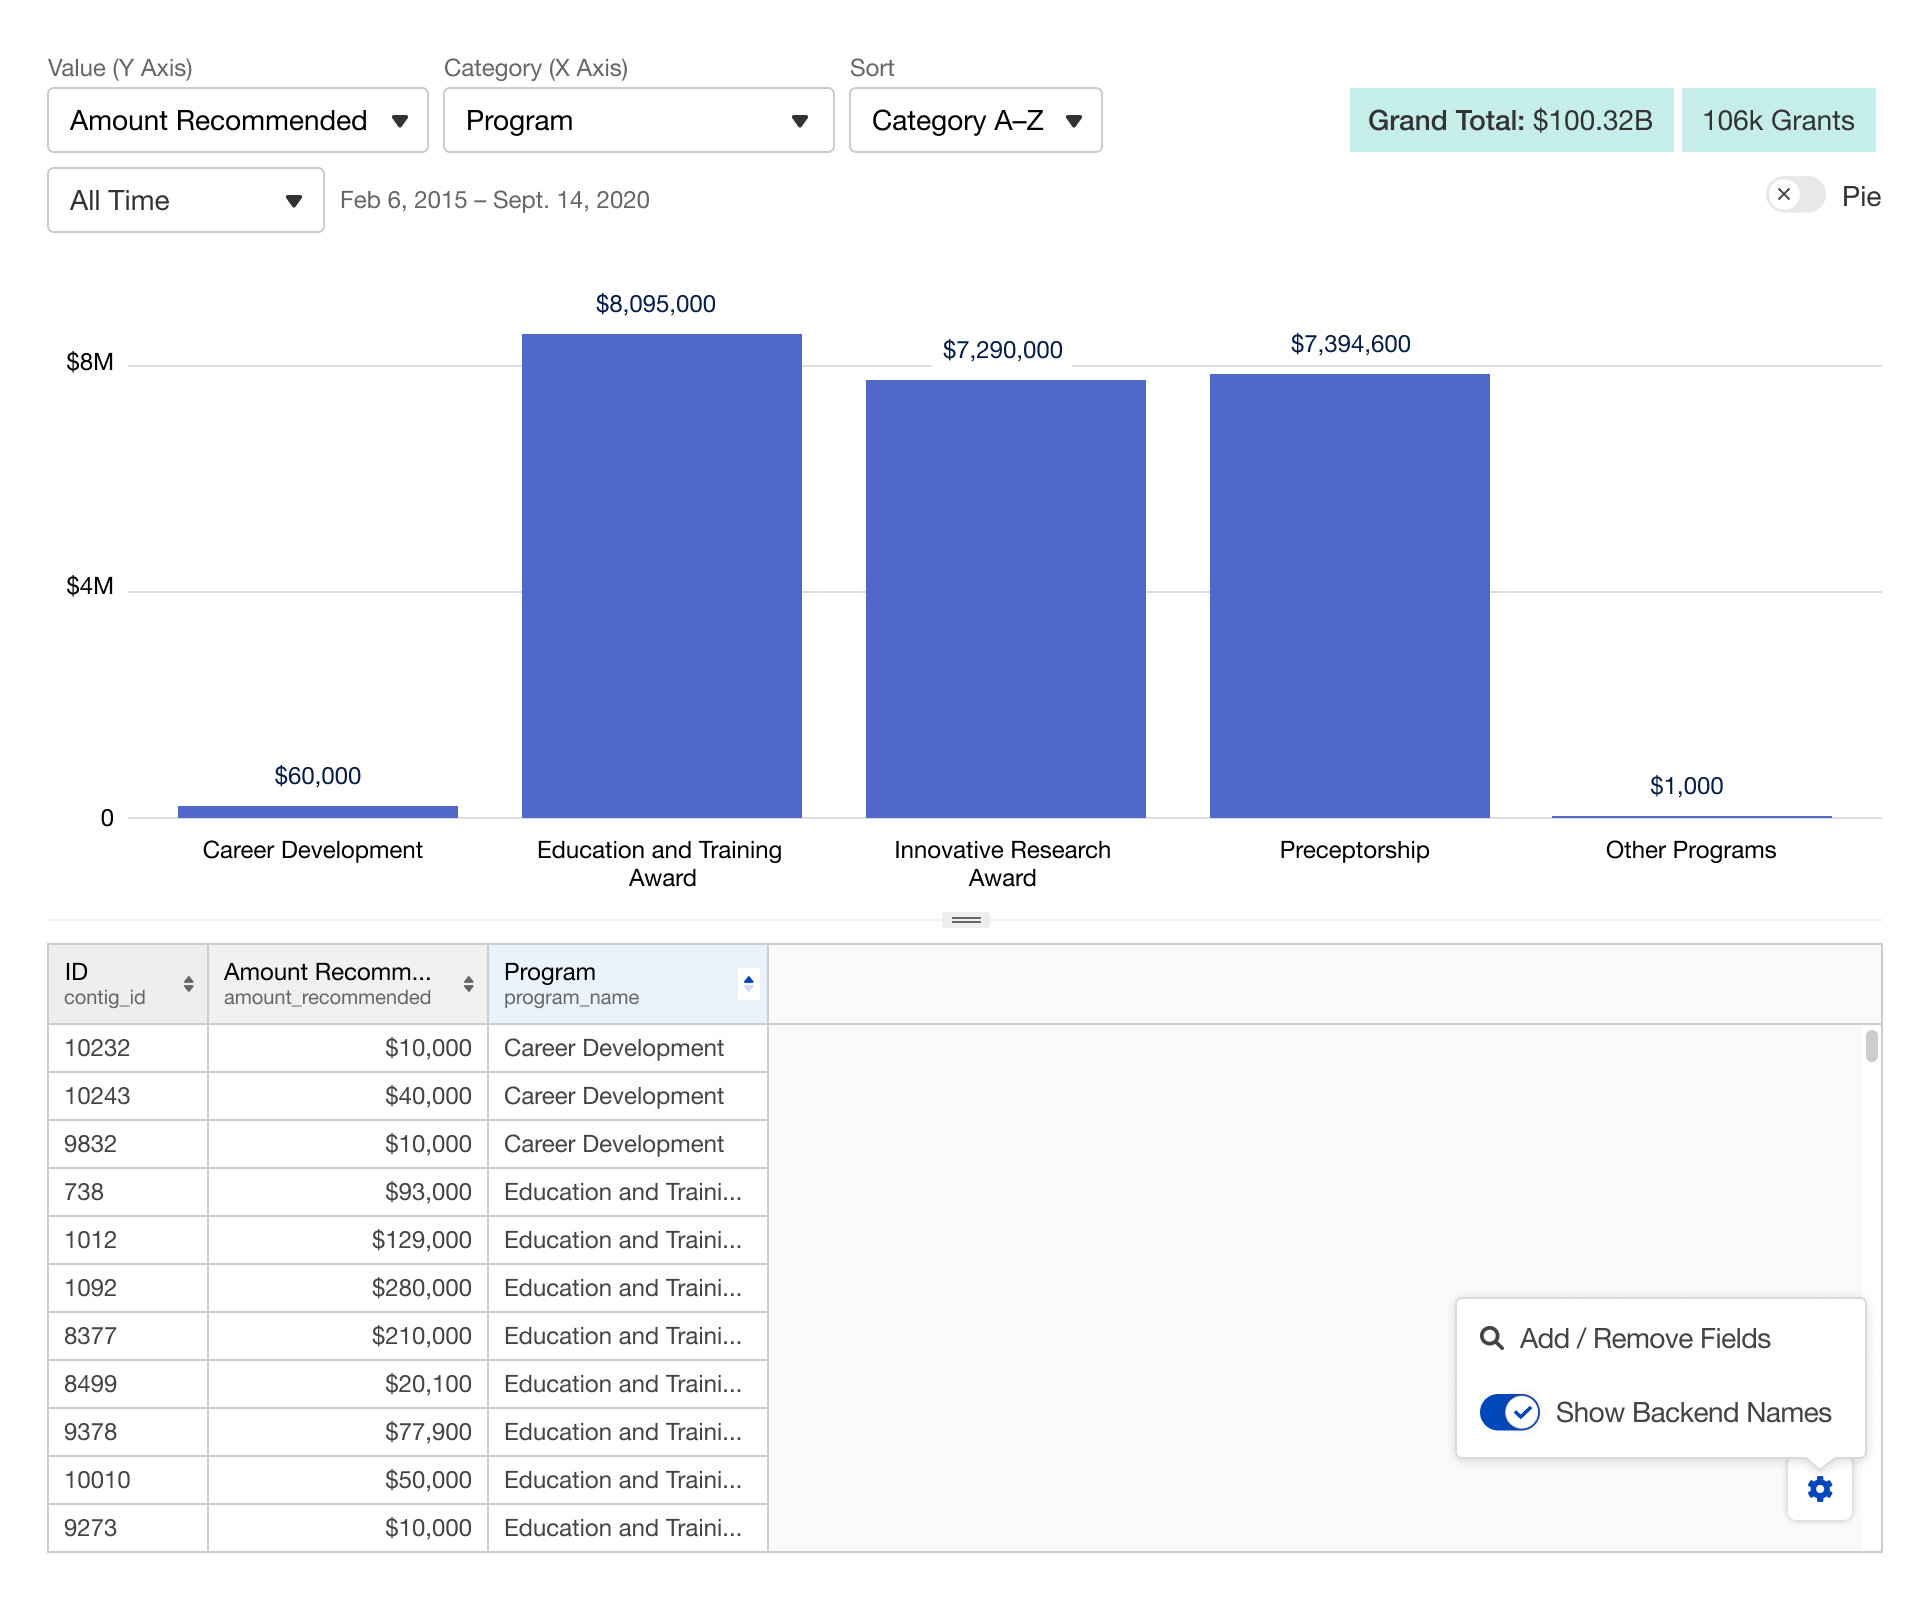 Value (Y Axis)
Category (X Axis)
Sort
Amount Recommended
Program
Category A–Z
Grand Total: $100.32B
106k Grants
All Time
Feb 6, 2015 – Sept. 14, 2020
Pie
$8,095,000
$7,290,000
$7,394,600
$8M
$4M
$60,000
$1,000
0
Career Development
Education and Training
Award
Innovative Research
Award
Preceptorship
Other Programs
ID
contig_id
Amount Recomm...
amount_recommended
Program
program_name
10232 $10,000 Career Development
10243 $40,000 Career Development
9832 $10,000 Career Development
738 $93,000 Education and Traini...
1012 $129,000 Education and Traini...
1092 $280,000 Education and Traini...
8377 $210,000 Education and Traini...
8499 $20,100 Education and Traini...
9378 $77,900 Education and Traini...
10010 $50,000 Education and Traini...
9273 $10,000 Education and Traini...
Add / Remove Fields
Show Backend Names